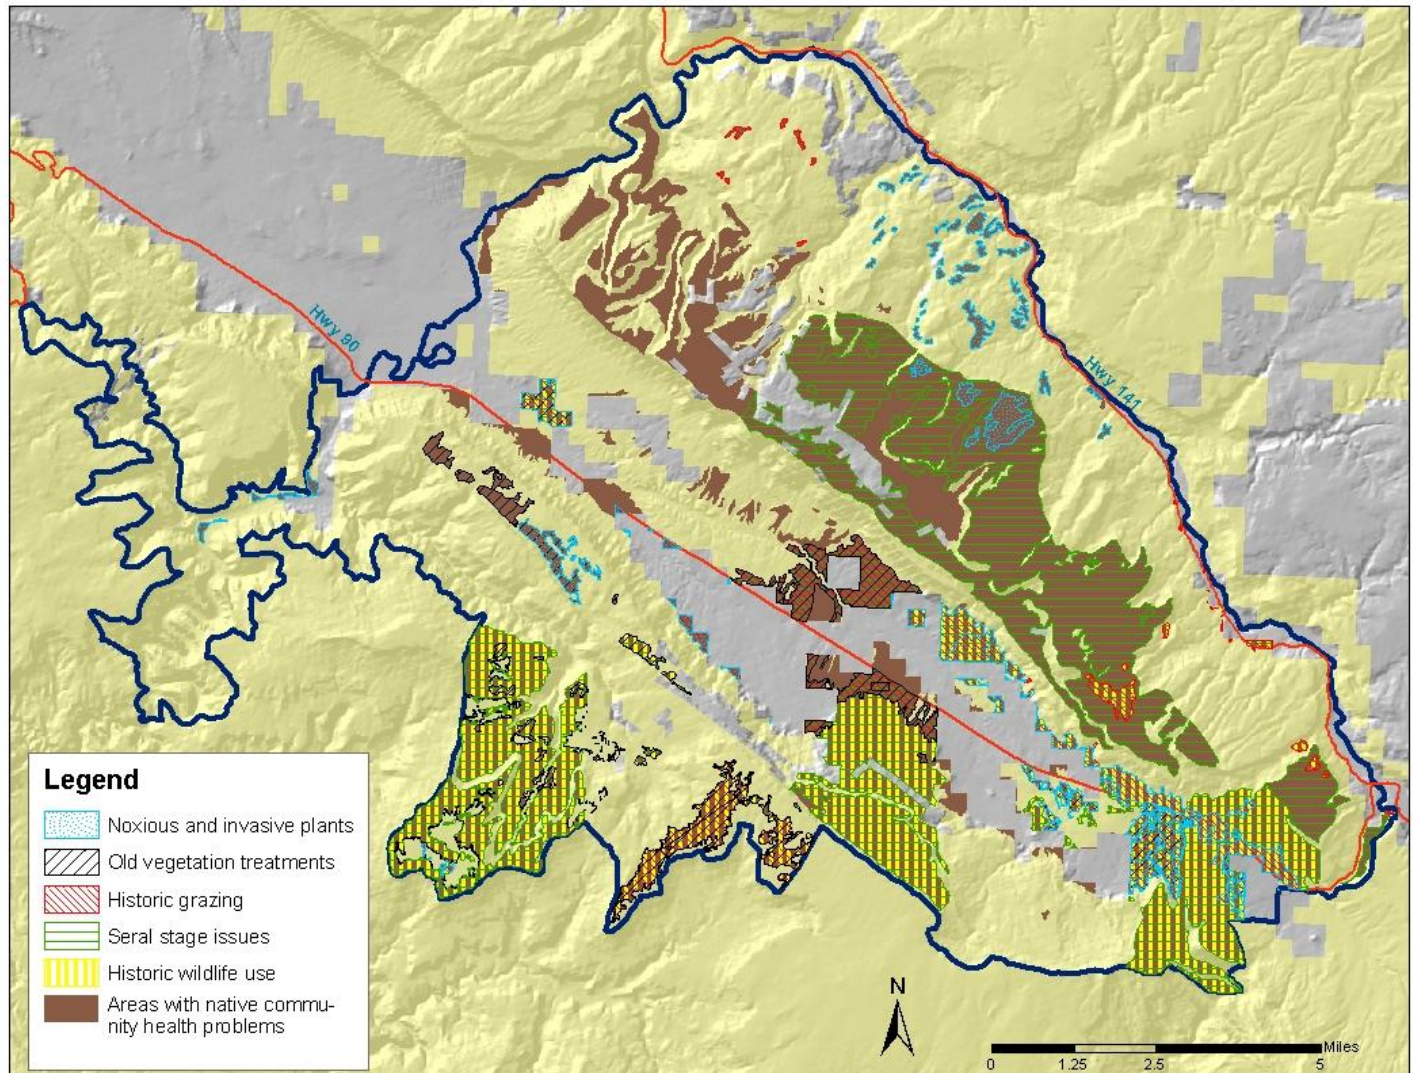 Hwy 90
Hwy 141
Legend
Noxious and invasive plants
Old vegetation treatments
Historic grazing
Seral stage issues
Historic wildlife use
Areas with native commu-
nity health problems
N
Miles
0 1.25 2.5 5